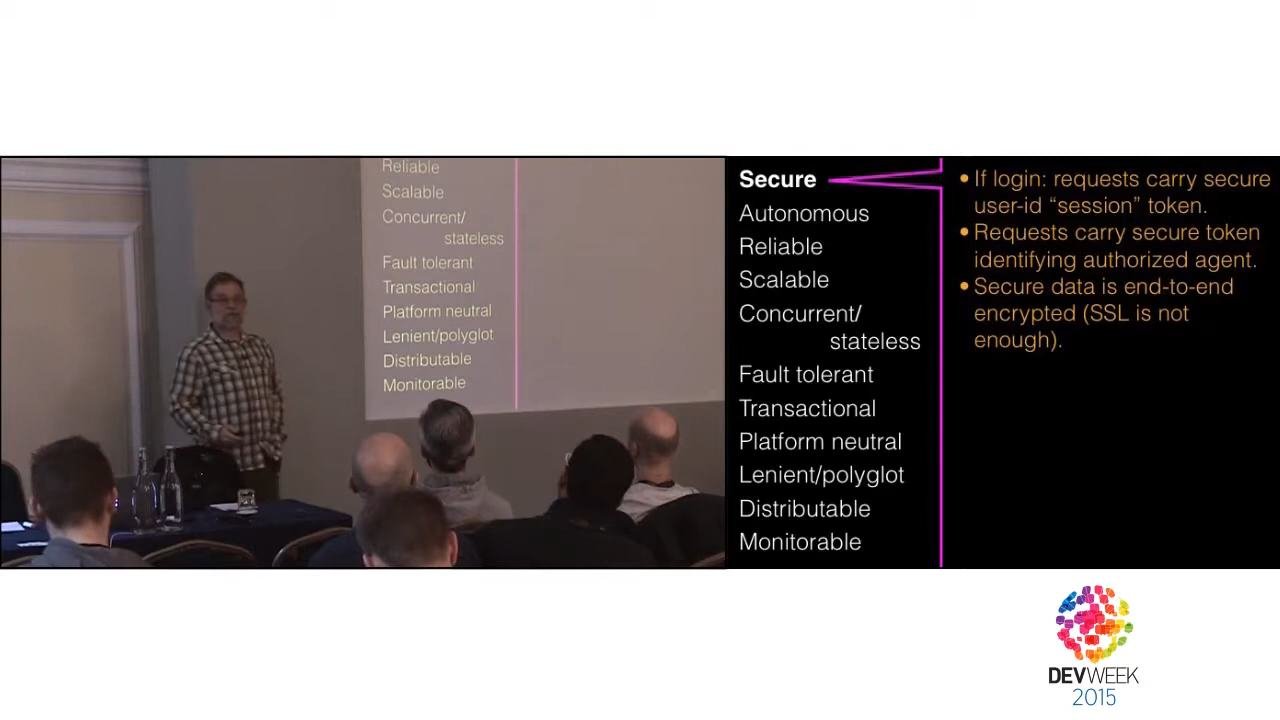 Reliable
Scalable
Concurrent/
stateless
Fault tolerant
Transactional
Platform neutral
Lenient/polyglot
Distributable
Monitorable
Secure
Autonomous
Reliable
Scalable
Concurrent/
stateless
Fault tolerant
Transactional
Platform neutral
Lenient/polyglot
Distributable
Monitorable
• If login: requests carry secure
user-id “session” token.
• Requests carry secure token
identifying authorized agent.
• Secure data is end-to-end
encrypted (SSL is not
enough).
DEVWEEK
2015